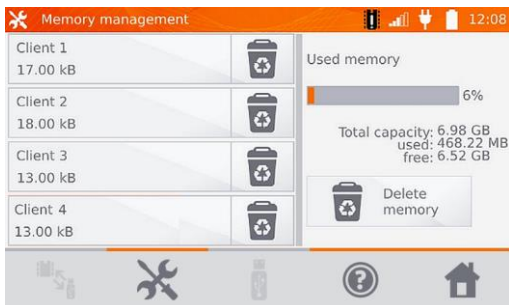 Memory management
12:08
Client 1
17.00 kB
Client 2
18.00 kB
Client 3
13.00 kB
Client 4
13.00 kB
Used memory
6%
Total capacity: 6.98 GB
used: 468.22 MB
free: 6.52 GB
Delete
memory